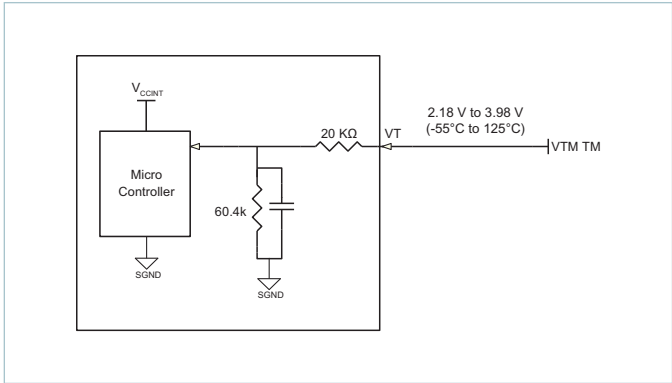 V_CCINT
2.18 V to 3.98 V
(-55°C to 125°C)
20 KΩ
VT
VTM TM
Micro
Controller
60.4k
SGND
SGND